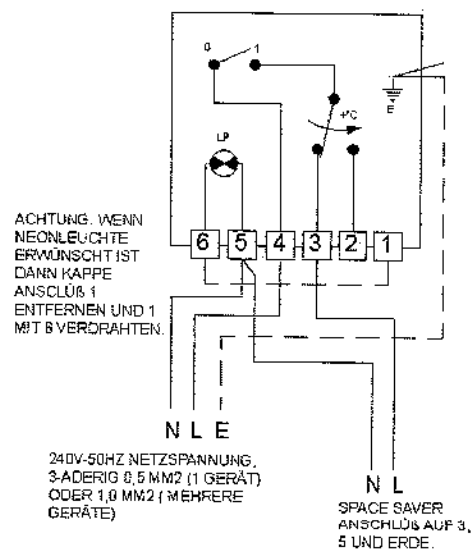 0 1
E
+°C
LP
6 5 4 3 2 1
ACHTUNG. WENN
NEONLEUCHTE
ERWÜNSCHT IST
DANN KAPPE
ANSCLÜß 1
ENTFERNEN UND 1
MIT 6 VERDRAHTEN.
N L E
240V-50HZ NETZSPANNUNG,
3-ADERIG 0,5 MM2 (1 GERÄT)
ODER 1,0 MM2 ( MEHRERE
GERÄTE)
N L
SPACE SAVER
ANSCHLÜß AUF 3,
5 UND ERDE.